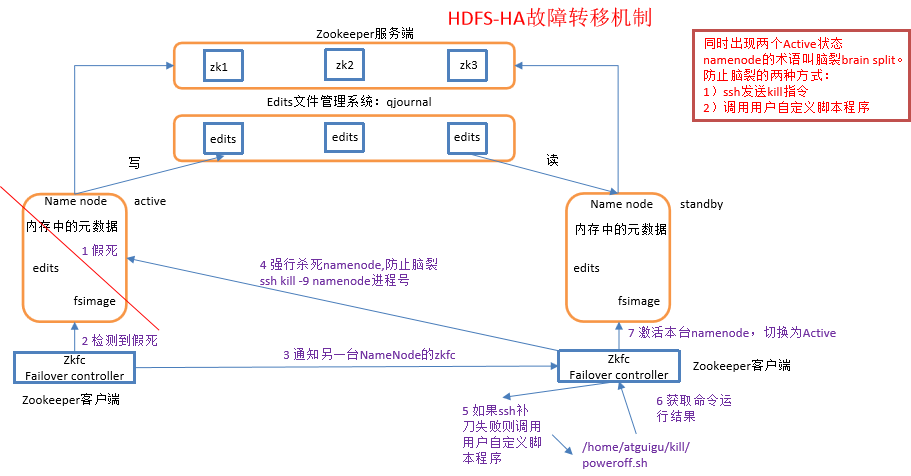 HDFS-HA故障转移机制
Zookeeper服务端
zk1
zk2
zk3
同时出现两个Active状态
namenode的术语叫脑裂brain split。
防止脑裂的两种方式：
1）ssh发送kill指令
2）调用用户自定义脚本程序
Edits文件管理系统：qjournal
edits
edits
edits
写
读
Name node
active
内存中的元数据
1 假死
edits
fsimage
Name node
standby
内存中的元数据
edits
fsimage
4 强行杀死namenode,防止脑裂
ssh kill -9 namenode进程号
2 检测到假死
7 激活本台namenode，切换为Active
3 通知另一台NameNode的zkfc
Zkfc
Failover controller
Zookeeper客户端
Zkfc
Failover controller
Zookeeper客户端
5 如果ssh补
刀失败则调用
用户自定义脚
本程序
6 获取命令运
行结果
/home/atguigu/kill/
poweroff.sh